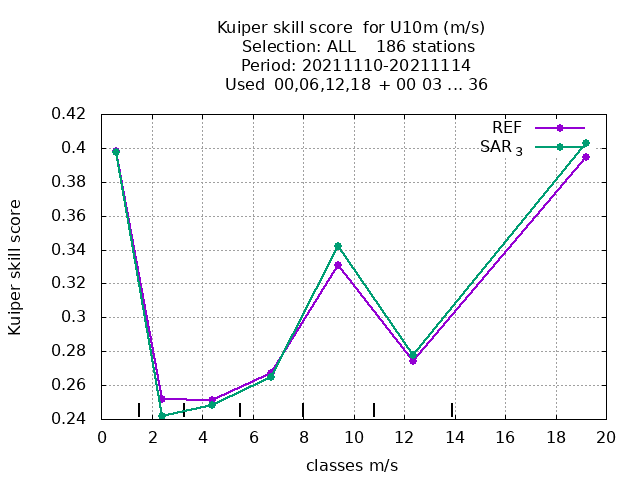 Kuiper skill score  for U10m (m/s)
Selection: ALL    186 stations
Period: 20211110-20211114
Used  00,06,12,18  + 00 03 ... 36
0.42
0.4
0.38
0.36
0.34
0.32
0.3
0.28
0.26
0.24
Kuiper skill score
REF
SAR 3
0 2 4 6 8 10 12 14 16 18 20
classes m/s